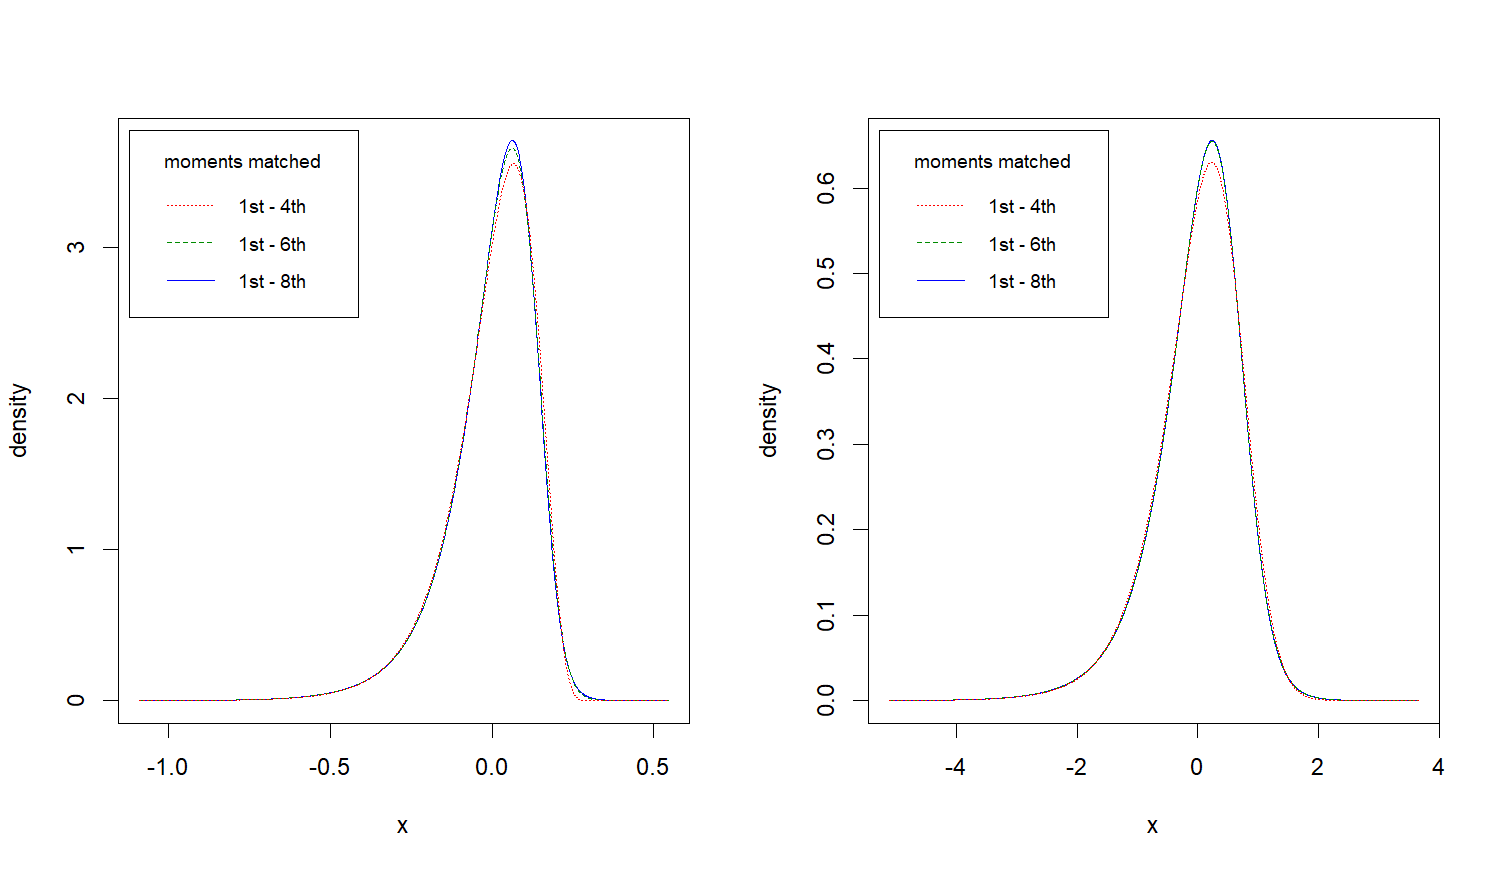 moments matched
1st - 4th
1st - 6th
1st - 8th
density
3
2
1
0
-1.0 -0.5 0.0 0.5
x
moments matched
1st - 4th
1st - 6th
1st - 8th
density
0.6
0.5
0.4
0.3
0.2
0.1
0.0
-4 -2 0 2 4
x